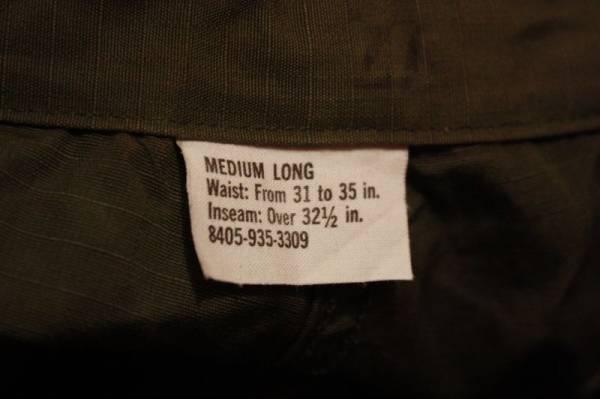 MEDIUM LONG
Waist: From 31 to 35 in.
Inseam: Over 32½ in.
8405-935-3309